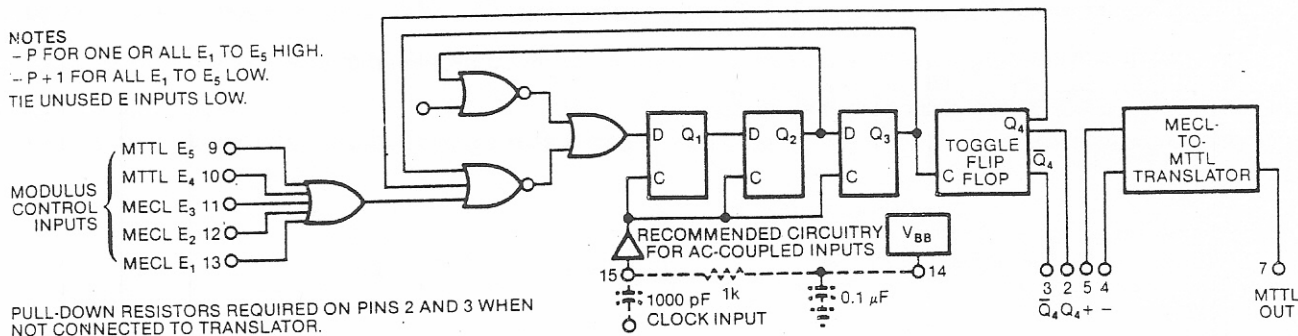 NOTES
– P FOR ONE OR ALL E1 TO E5 HIGH.
– P + 1 FOR ALL E1 TO E5 LOW.
TIE UNUSED E INPUTS LOW.
MODULUS
CONTROL
INPUTS
MTTL E5 9
MTTL E4 10
MECL E3 11
MECL E2 12
MECL E1 13
D Q1
C
D Q2
C
D Q3
C
Q4
Q̄4
TOGGLE
FLIP
FLOP
C
MECL-
TO-
MTTL
TRANSLATOR
RECOMMENDED CIRCUITRY
FOR AC-COUPLED INPUTS
VBB
15
1k
14
1000 pF
0.1 μF
CLOCK INPUT
3 2 5 4
Q̄4 Q4 + –
7
MTTL
OUT
PULL-DOWN RESISTORS REQUIRED ON PINS 2 AND 3 WHEN
NOT CONNECTED TO TRANSLATOR.